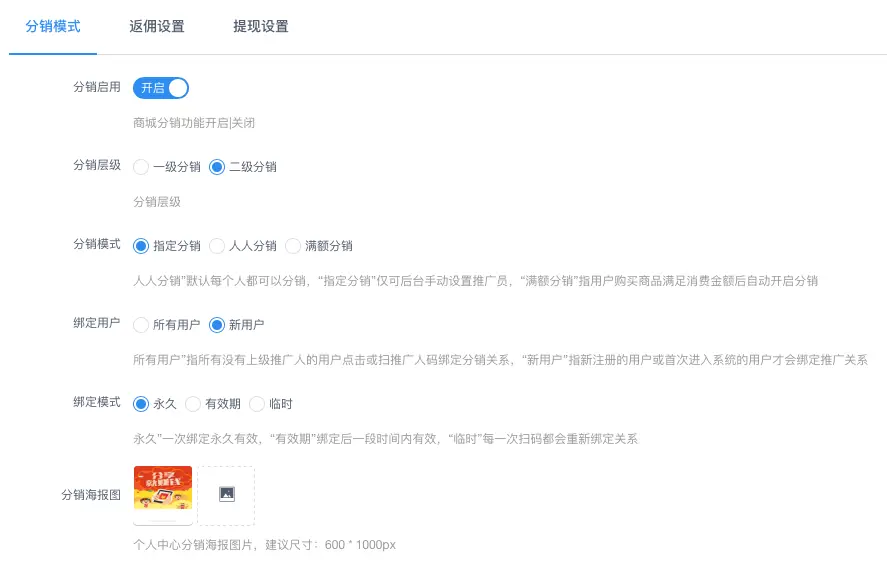 分销模式 返佣设置 提现设置
分销启用 开启
商城分销功能开启|关闭
分销层级 一级分销 二级分销
分销层级
分销模式 指定分销 人人分销 满额分销
人人分销”默认每个人都可以分销，“指定分销”仅可后台手动设置推广员，“满额分销”指用户购买商品满足消费金额后自动开启分销
绑定用户 所有用户 新用户
所有用户”指所有没有上级推广人的用户点击或扫推广人码绑定分销关系，“新用户”指新注册的用户或首次进入系统的用户才会绑定推广关系
绑定模式 永久 有效期 临时
永久”一次绑定永久有效，“有效期”绑定后一段时间内有效，“临时”每一次扫码都会重新绑定关系
分销海报图
分享
个人中心分销海报图片，建议尺寸：600 * 1000px